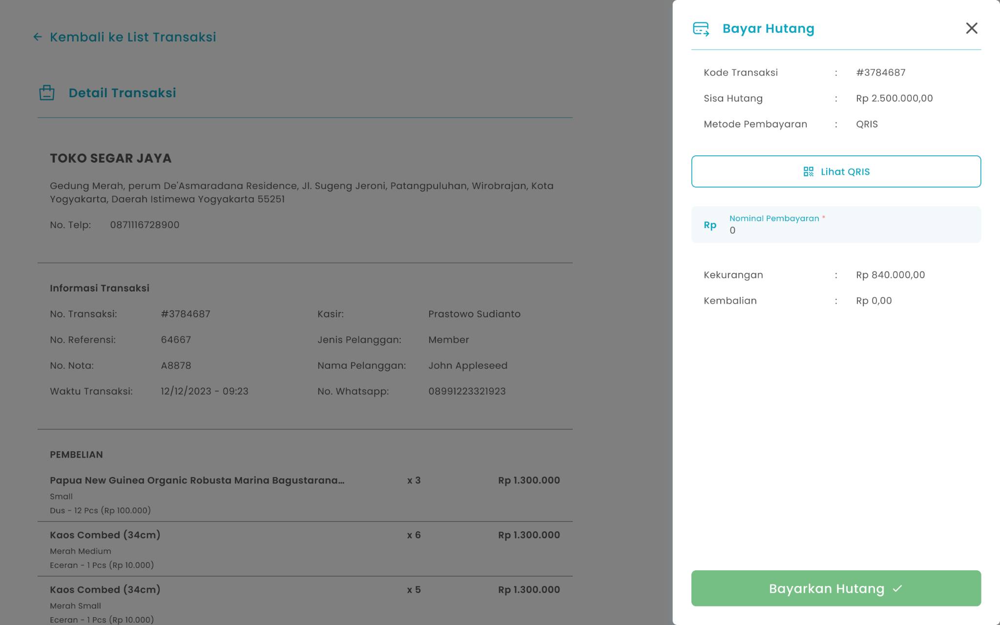 Kembali ke List Transaksi
Detail Transaksi
TOKO SEGAR JAYA
Gedung Merah, perum De'Asmaradana Residence, Jl. Sugeng Jeroni, Patangpuluhan, Wirobrajan, Kota
Yogyakarta, Daerah Istimewa Yogyakarta 55251
No. Telp: 0871116728900
Informasi Transaksi
No. Transaksi: #3784687 Kasir: Prastowo Sudianto
No. Referensi: 64667 Jenis Pelanggan: Member
No. Nota: A8878 Nama Pelanggan: John Appleseed
Waktu Transaksi: 12/12/2023 - 09:23 No. Whatsapp: 08991223321923
PEMBELIAN
Papua New Guinea Organic Robusta Marina Bagustarana... x 3 Rp 1.300.000
Small
Dus - 12 Pcs (Rp 100.000)
Kaos Combed (34cm) x 6 Rp 1.300.000
Merah Medium
Eceran - 1 Pcs (Rp 10.000)
Kaos Combed (34cm) x 5 Rp 1.300.000
Merah Small
Eceran - 1 Pcs (Rp 10.000)
Bayar Hutang
Kode Transaksi : #3784687
Sisa Hutang : Rp 2.500.000,00
Metode Pembayaran : QRIS
Lihat QRIS
Nominal Pembayaran *
Rp 0
Kekurangan : Rp 840.000,00
Kembalian : Rp 0,00
Bayarkan Hutang